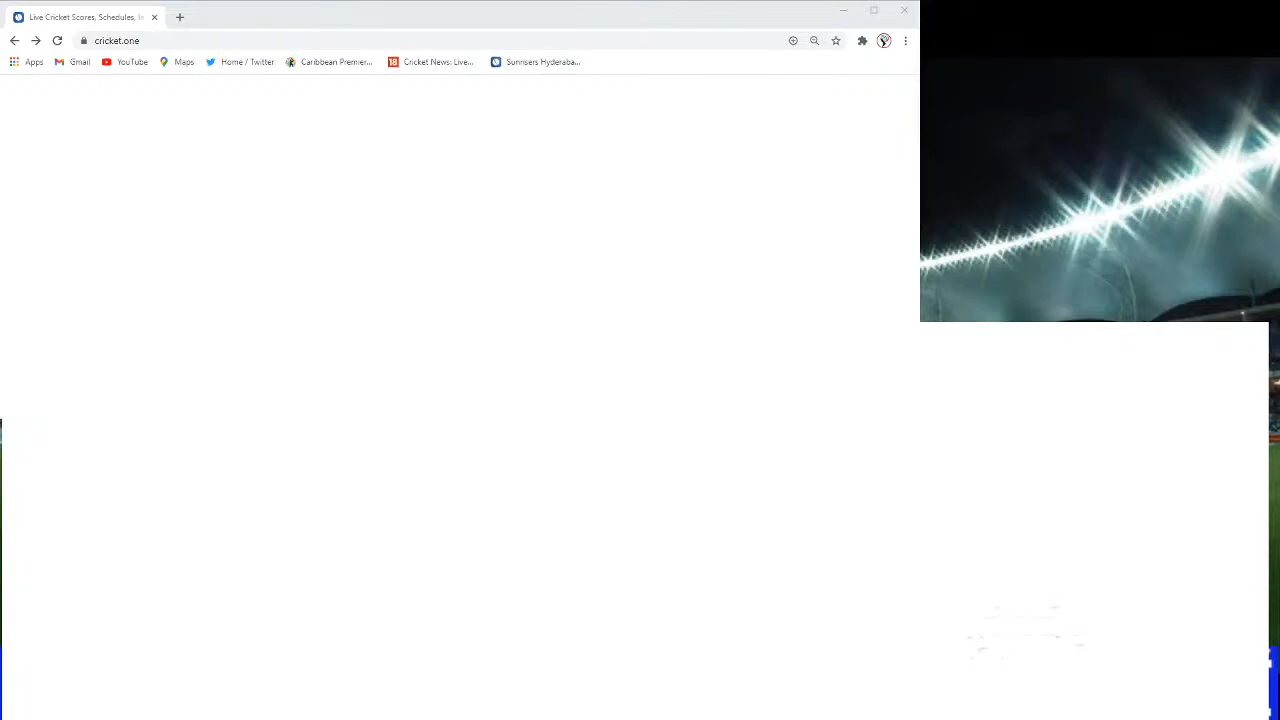 Live Cricket Scores, Schedules,
cricket.one
Apps Gmail YouTube Maps Home / Twitter Caribbean Premier... 18 Cricket News: Live... Sunrisers Hyderaba...